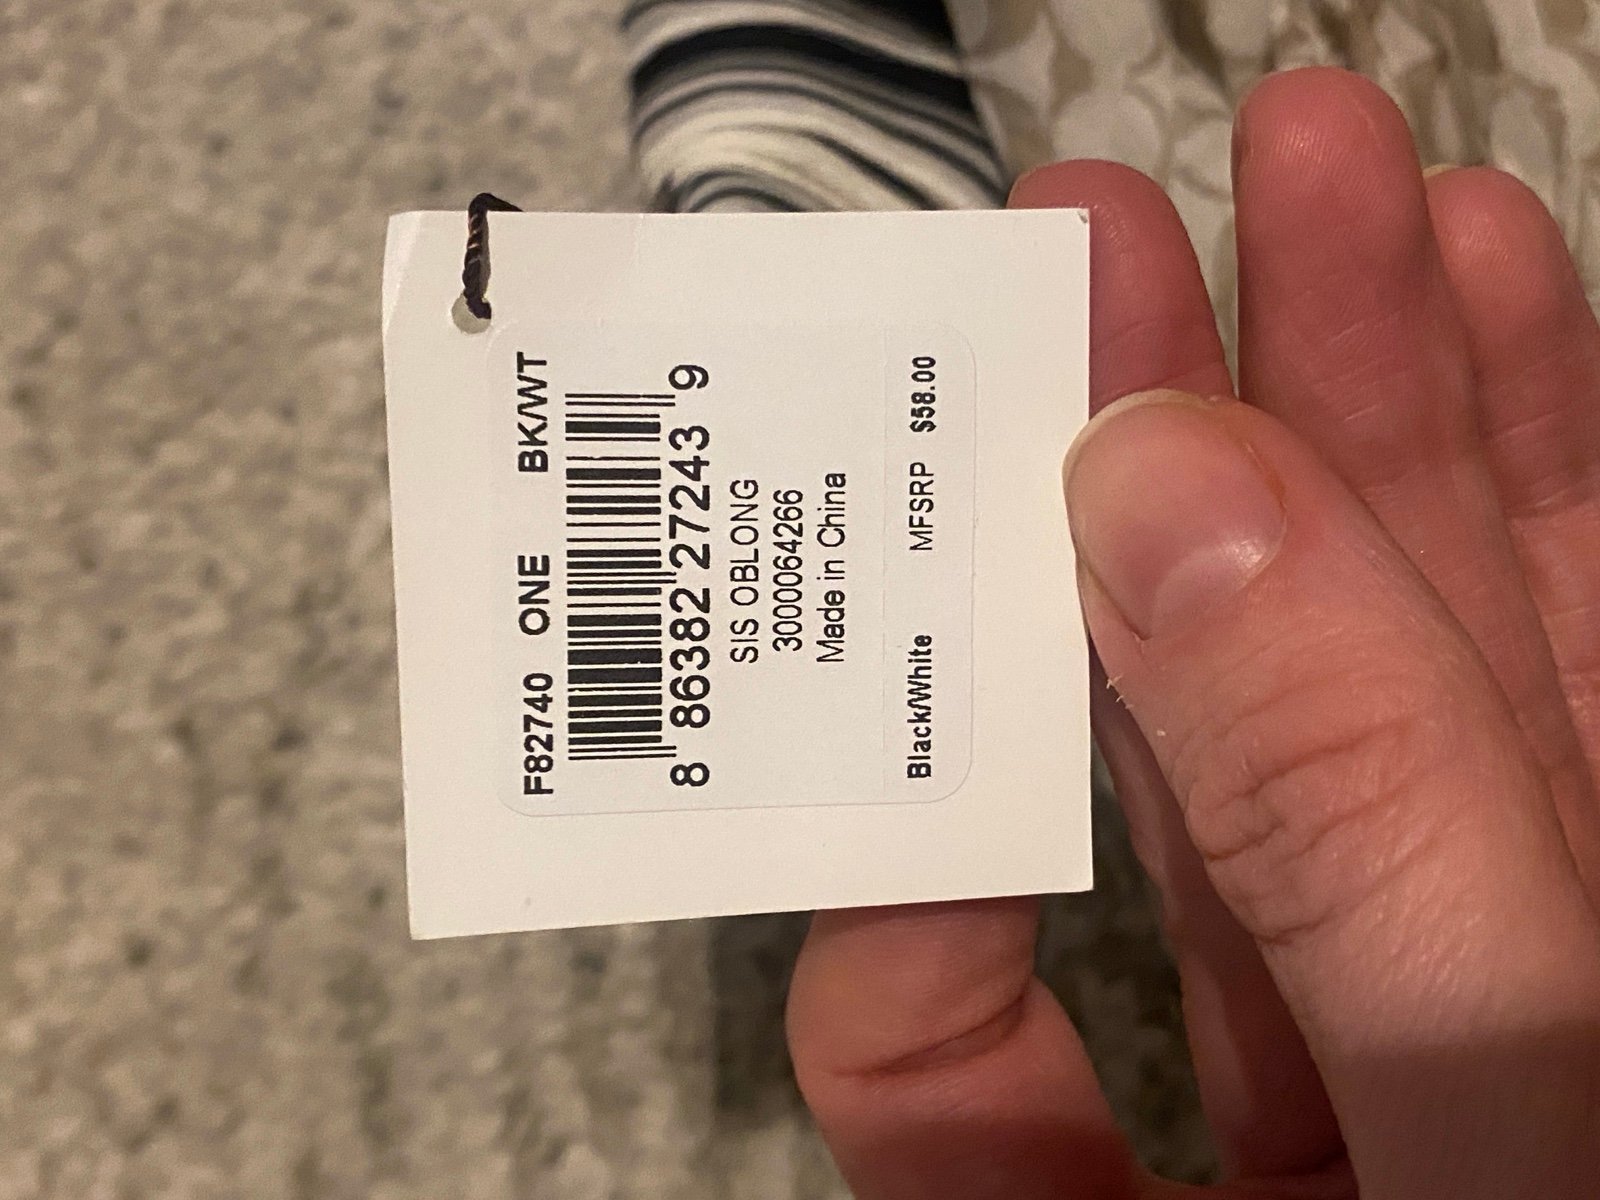 F82740 ONE BK/WT
8 86382 27243 9
SIS OBLONG
3000064266
Made in China
Black/White MFSRP $58.00